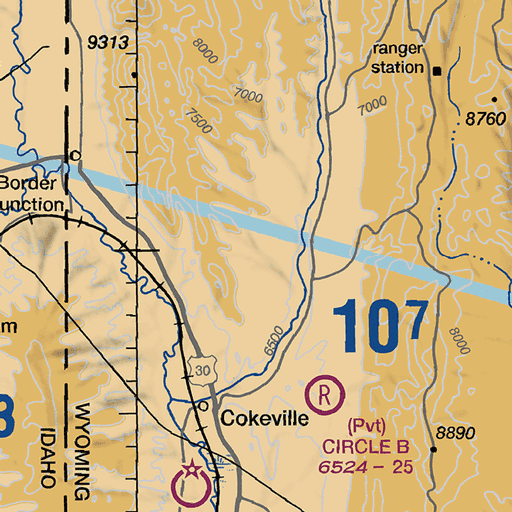 9313
8000
ranger
station
7000
7000
7500
8760
Border
unction
6500
10⁷
8000
m
30
R
Cokeville
(Pvt)
CIRCLE B
6524 – 25
8890
WYOMING
IDAHO